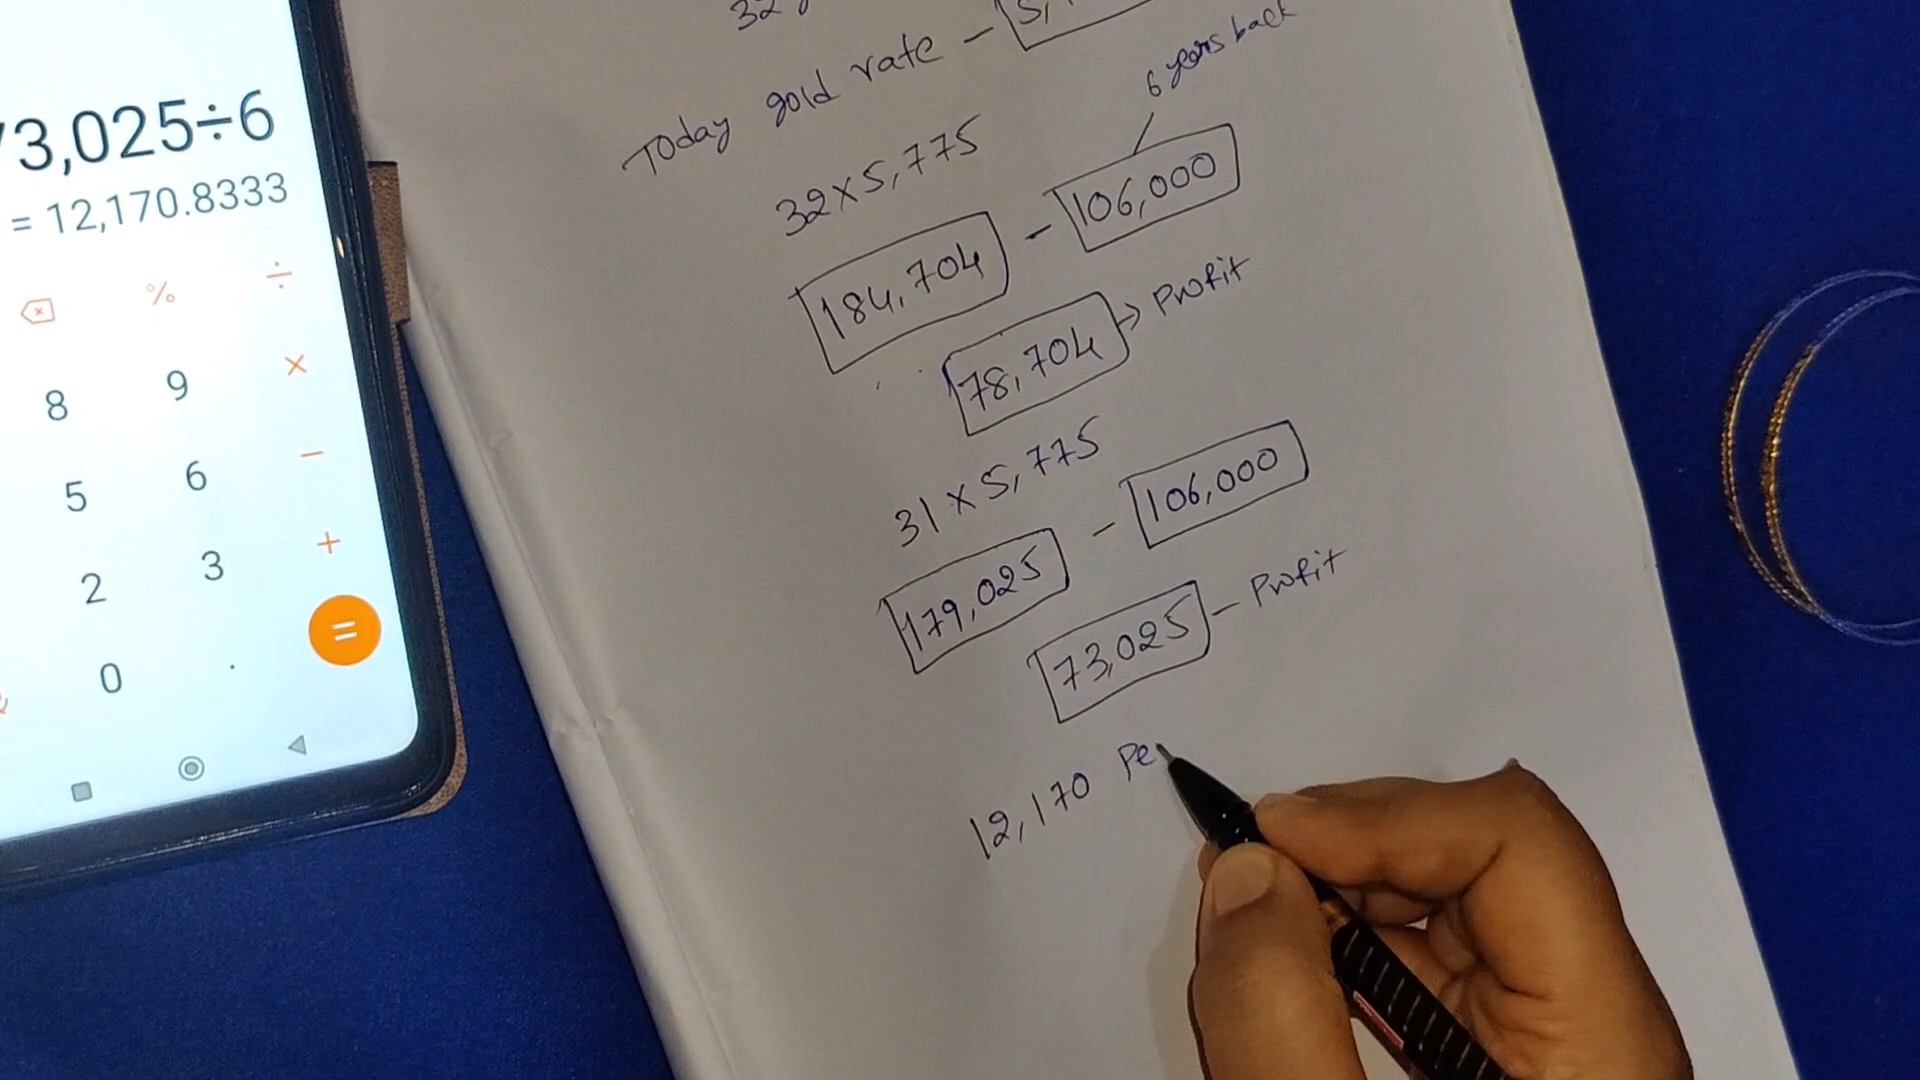 73,025÷6
= 12,170.8333
% ÷
8 9 ×
5 6 −
2 3 +
0 . =
32
Today gold rate –
6 years back
32 × 5,775
184,704 – 106,000
78,704 → Profit
31 × 5,775
179,025 – 106,000
73,025 – Profit
12,170 Pe